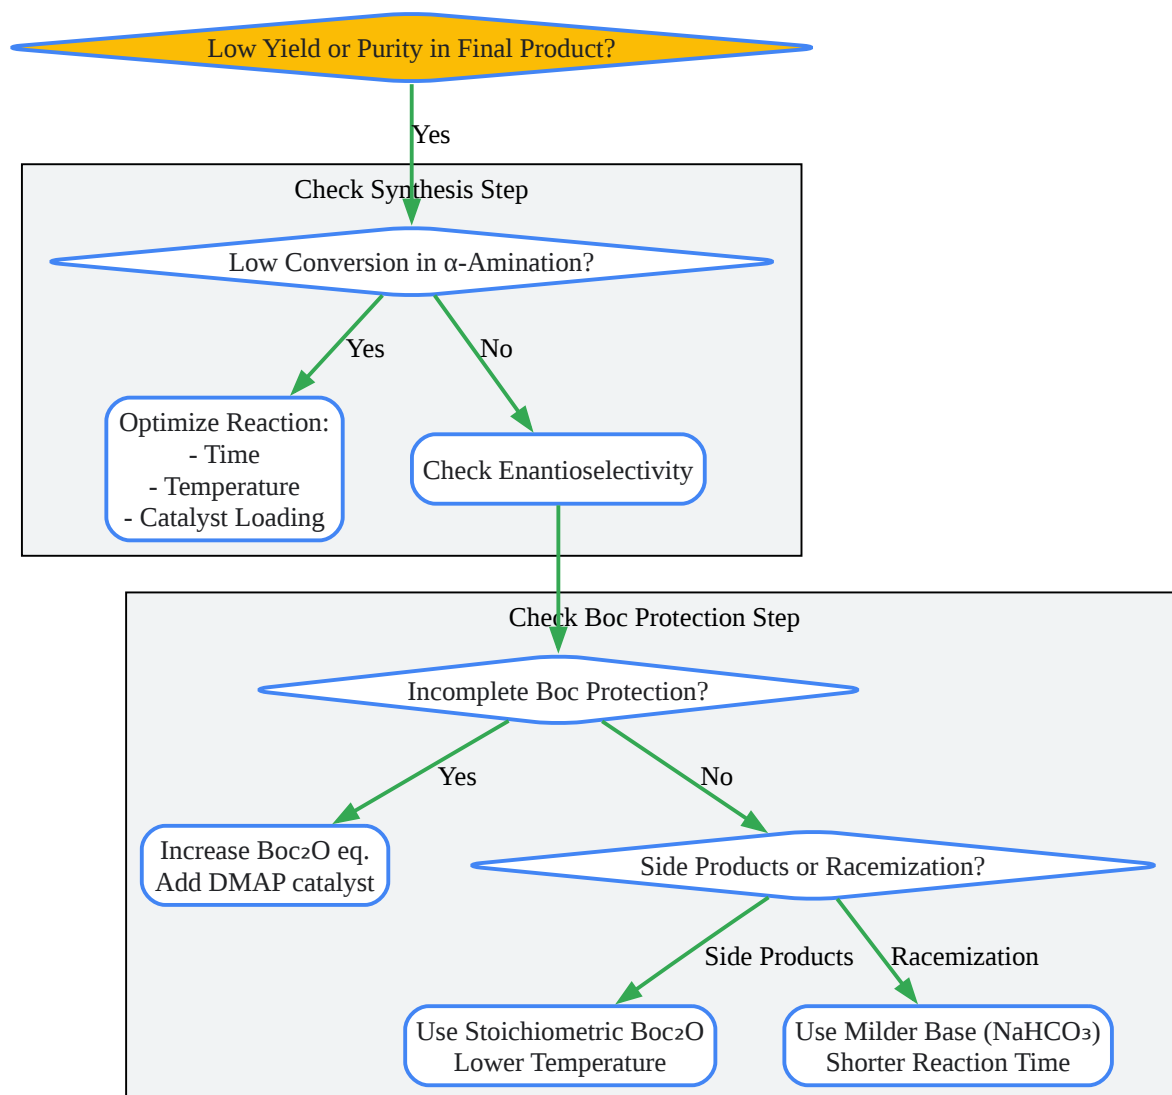 Low Yield or Purity in Final Product?
Yes
Check Synthesis Step
Low Conversion in α-Amination?
Yes
No
Optimize Reaction:
- Time
- Temperature
- Catalyst Loading
Check Enantioselectivity
Check Boc Protection Step
Incomplete Boc Protection?
Yes
No
Increase Boc₂O eq.
Add DMAP catalyst
Side Products or Racemization?
Side Products
Racemization
Use Stoichiometric Boc₂O
Lower Temperature
Use Milder Base (NaHCO₃)
Shorter Reaction Time